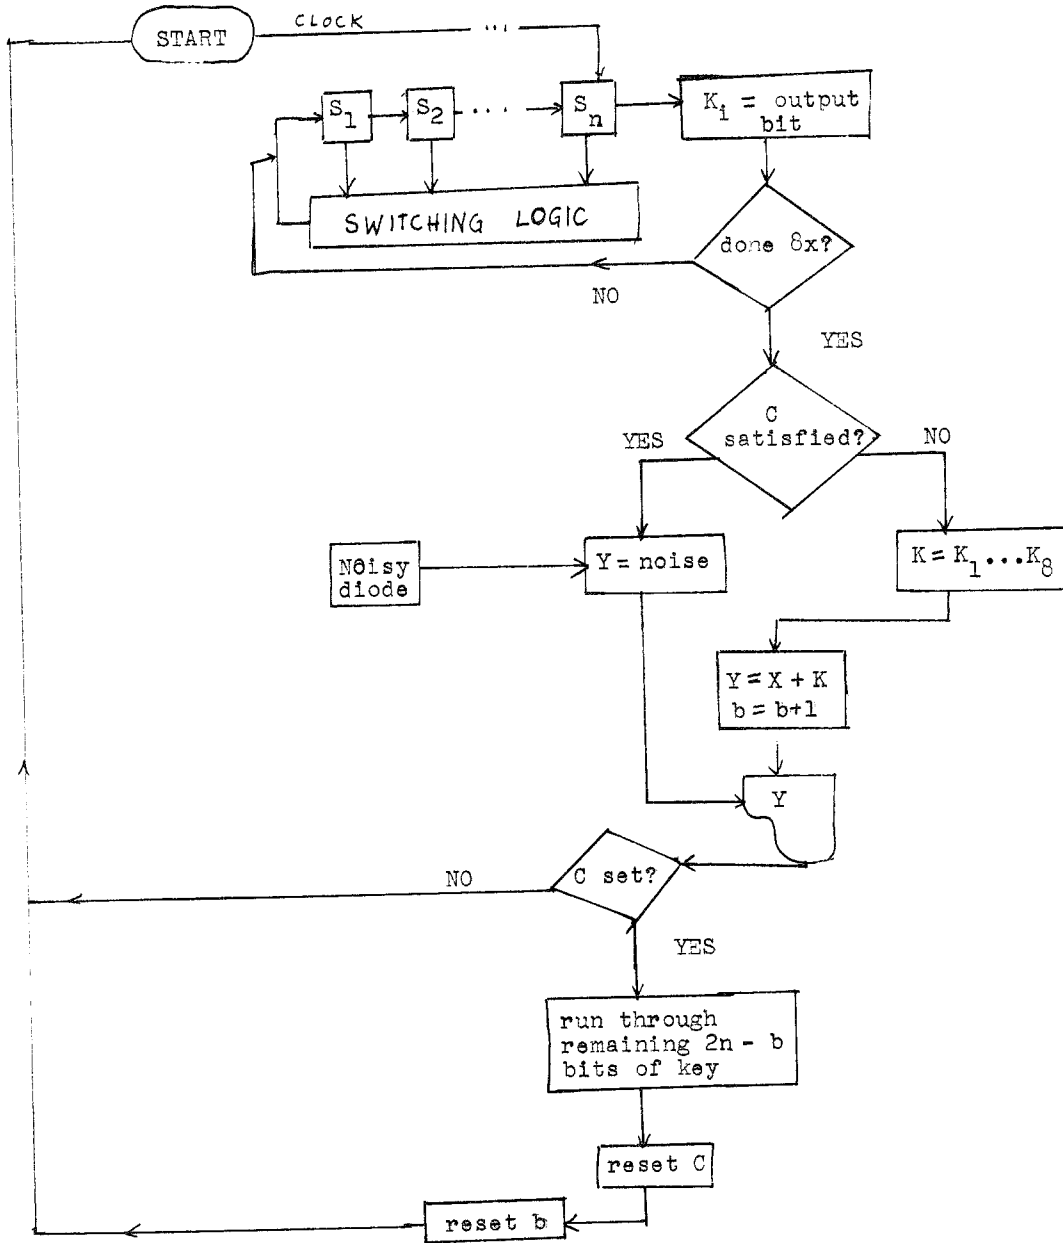 START
CLOCK ...
S1
S2
...
Sn
Ki = output
bit
SWITCHING LOGIC
done 8x?
NO
YES
C
satisfied?
YES
NO
Noisy
diode
Y = noise
K = K1...K8
Y = X + K
b = b+1
Y
C set?
NO
YES
run through
remaining 2n - b
bits of key
reset C
reset b